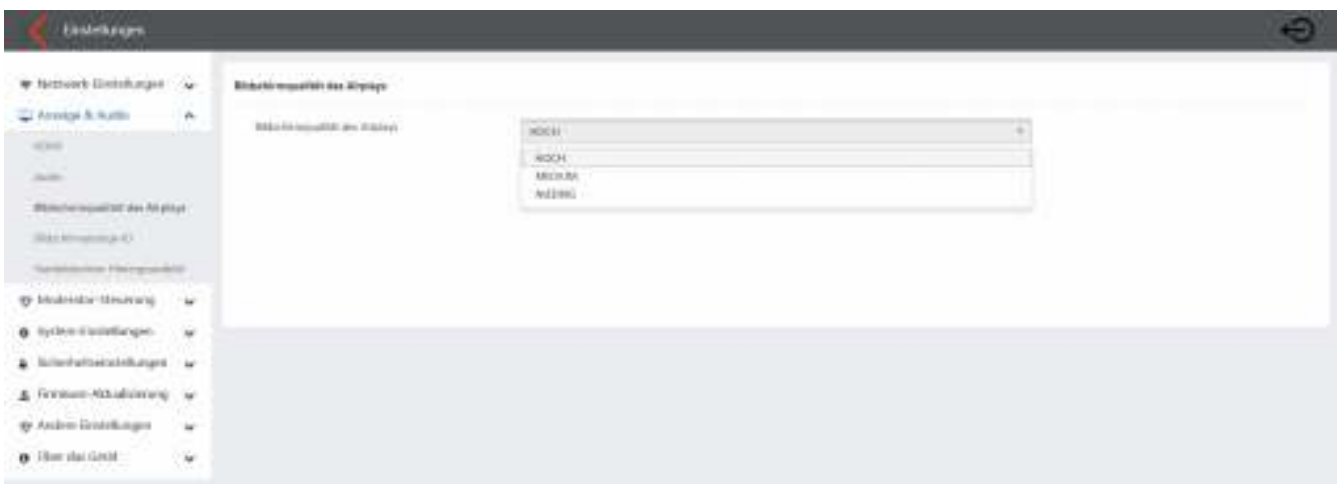 Einstellungen
Netzwerk-Einstellungen
Anzeige & Audio
HDMI
Audio
Bildschirmqualität des Airplays
Moderator-Steuerung
System-Einstellungen
Sicherheitseinstellungen
Firmware-Aktualisierung
Andere Einstellungen
Über das Gerät
Bildschirmqualität des Airplays
Bildschirmqualität des Airplays
HOCH
HOCH
MEDIUM
NIEDRIG